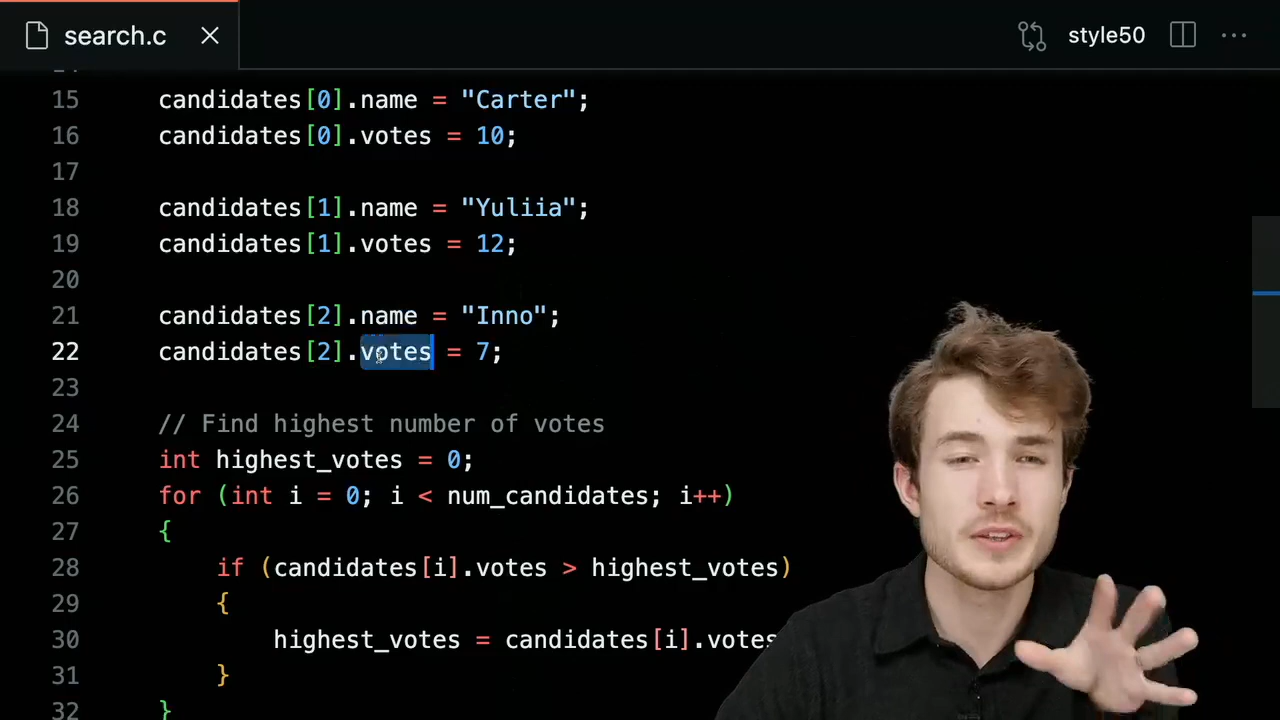 search.c
style50
15 candidates[0].name = "Carter";
16 candidates[0].votes = 10;
17
18 candidates[1].name = "Yuliia";
19 candidates[1].votes = 12;
20
21 candidates[2].name = "Inno";
22 candidates[2].votes = 7;
23
24 // Find highest number of votes
25 int highest_votes = 0;
26 for (int i = 0; i < num_candidates; i++)
27 {
28 if (candidates[i].votes > highest_votes)
29 {
30 highest_votes = candidates[i].votes
31 }
32 }